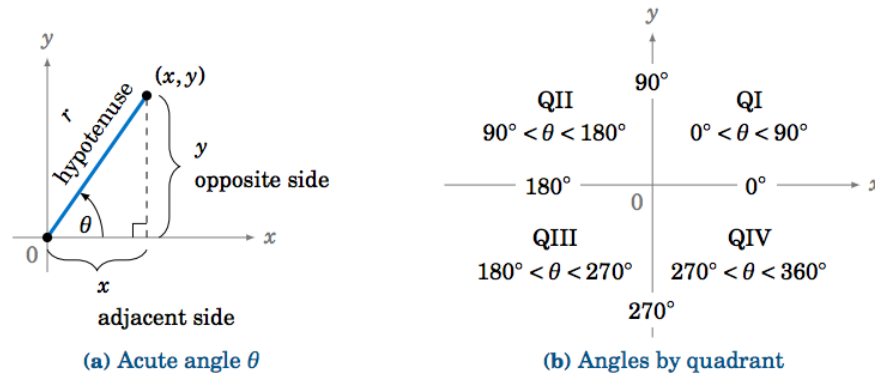 y
(x, y)
r
hypotenuse
y
opposite side
θ
x
0
x
adjacent side
(a) Acute angle θ
y
90°
QII
QI
90° < θ < 180°
0° < θ < 90°
180°
0°
x
0
QIII
QIV
180° < θ < 270°
270° < θ < 360°
270°
(b) Angles by quadrant